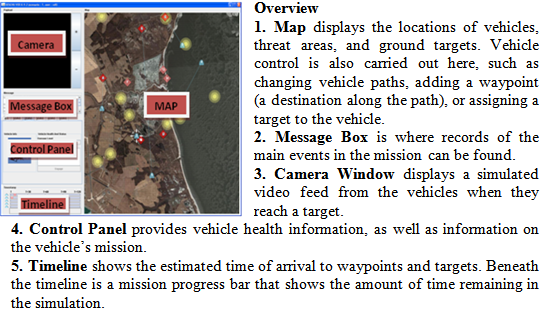 Overview
1. Map displays the locations of vehicles,
threat areas, and ground targets. Vehicle
control is also carried out here, such as
changing vehicle paths, adding a waypoint
(a destination along the path), or assigning a
target to the vehicle.
2. Message Box is where records of the
main events in the mission can be found.
3. Camera Window displays a simulated
video feed from the vehicles when they
reach a target.
4. Control Panel provides vehicle health information, as well as information on
the vehicle's mission.
5. Timeline shows the estimated time of arrival to waypoints and targets. Beneath
the timeline is a mission progress bar that shows the amount of time remaining in
the simulation.
Camera
Message Box
MAP
Control Panel
Timeline